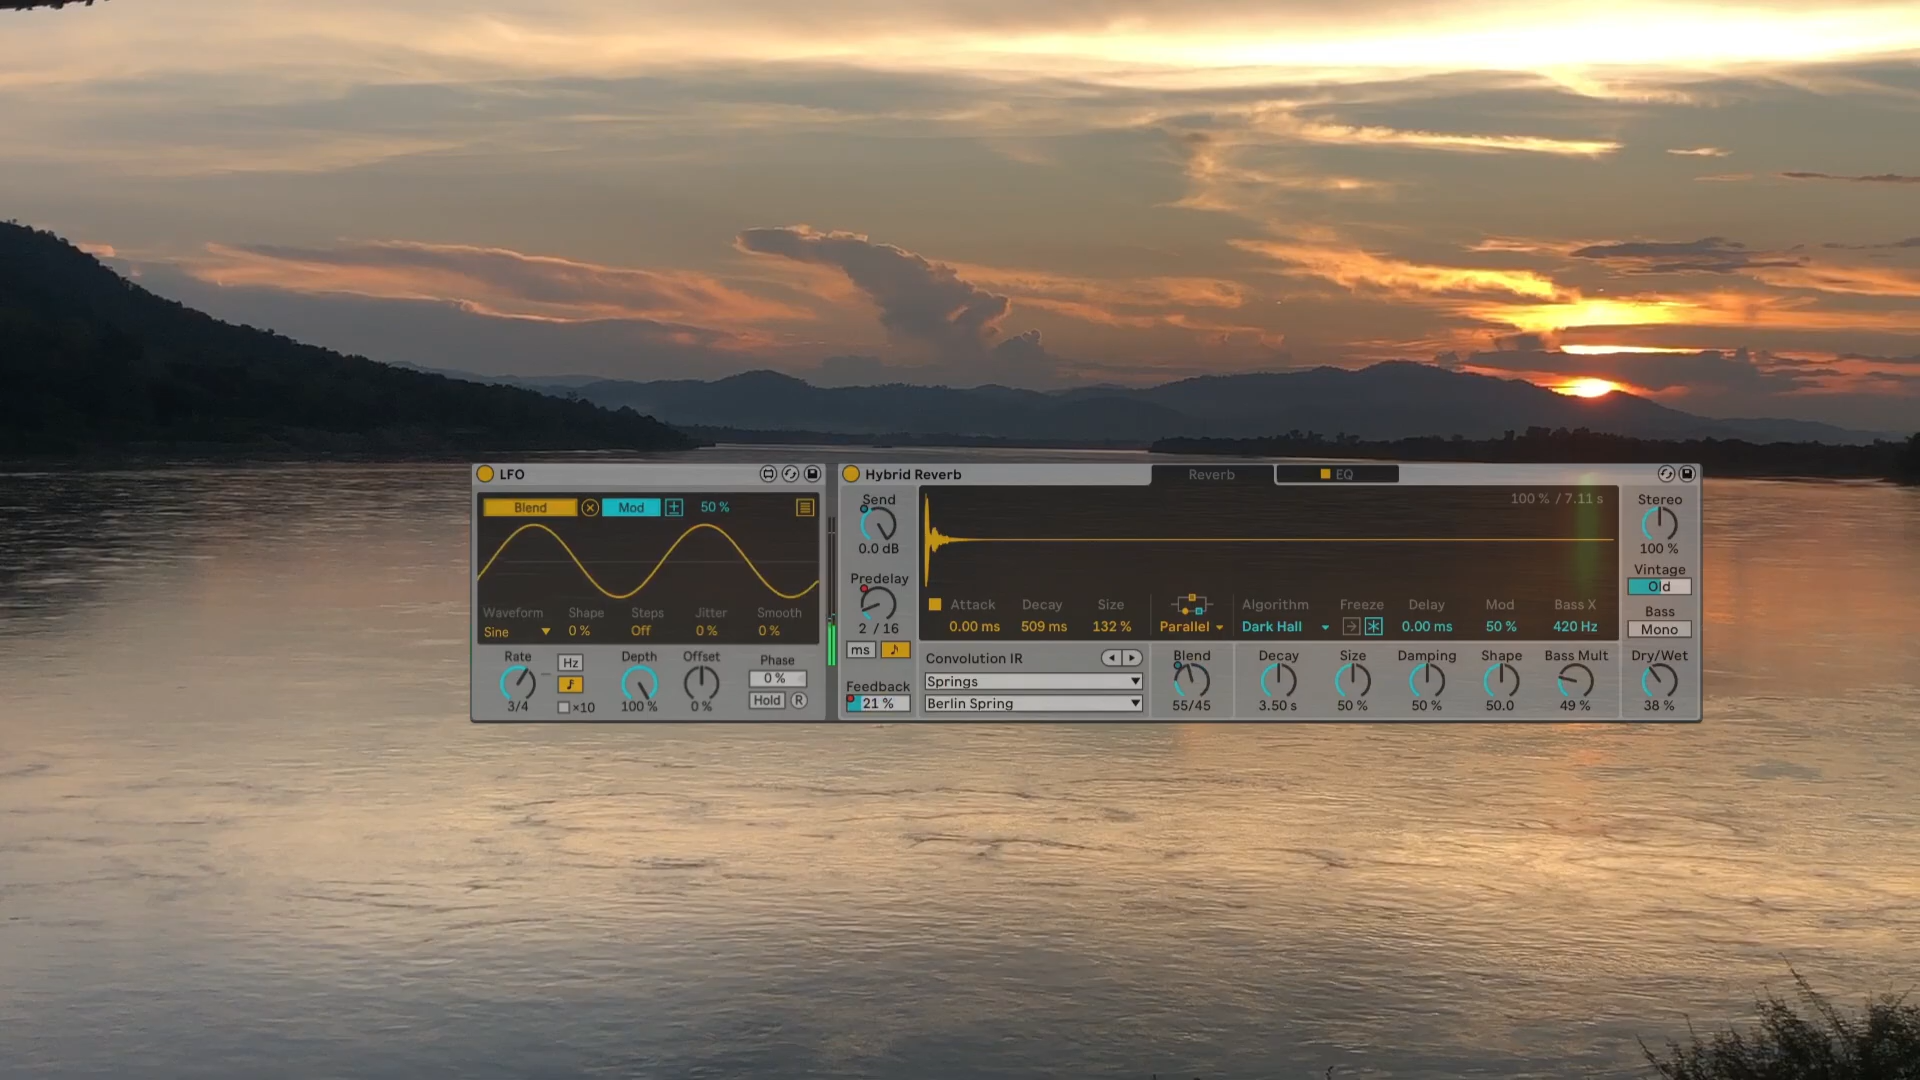 LFO
Blend Mod 50 %
Waveform Shape Steps Jitter Smooth
Sine 0 % Off 0 % 0 %
Rate Hz Depth Offset Phase
0 %
3/4 ×10 100 % 0 % Hold R
Hybrid Reverb Reverb EQ
Send
0.0 dB
Predelay
2 / 16
ms
Feedback
21 %
100 % / 7.11 s
Attack Decay Size
0.00 ms 509 ms 132 %
Parallel
Algorithm Freeze Delay Mod Bass X
Dark Hall 0.00 ms 50 % 420 Hz
Convolution IR
Springs
Berlin Spring
Blend
55/45
Decay Size Damping Shape Bass Mult
3.50 s 50 % 50 % 50.0 49 %
Stereo
100 %
Vintage
Old
Bass
Mono
Dry/Wet
38 %